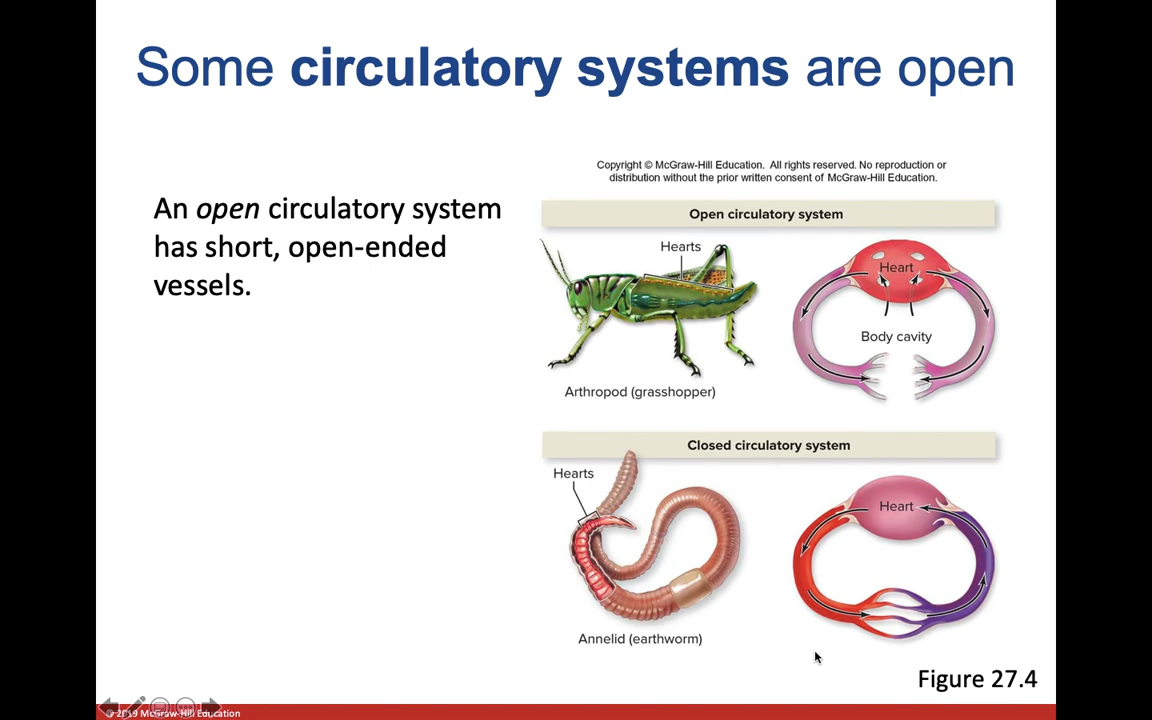 Some circulatory systems are open
Copyright © McGraw-Hill Education. All rights reserved. No reproduction or
distribution without the prior written consent of McGraw-Hill Education.
An open circulatory system
has short, open-ended
vessels.
Open circulatory system
Hearts
Heart
Body cavity
Arthropod (grasshopper)
Closed circulatory system
Hearts
Heart
Annelid (earthworm)
Figure 27.4
© 2019 McGraw-Hill Education